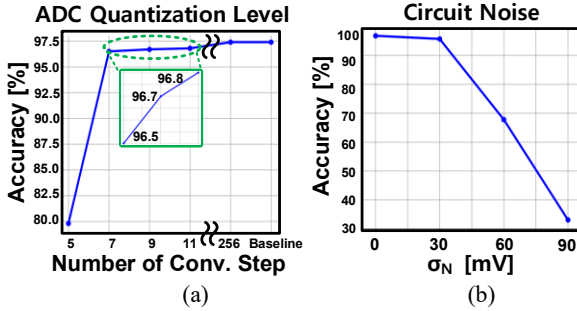 ADC Quantization Level
Accuracy [%]
97.5
95.0
92.5
90.0
87.5
85.0
82.5
80.0
96.8
96.7
96.5
5 7 9 11 256 Baseline
Number of Conv. Step
(a)
Circuit Noise
Accuracy [%]
100
90
80
70
60
50
40
30
0 30 60 90
σN [mV]
(b)